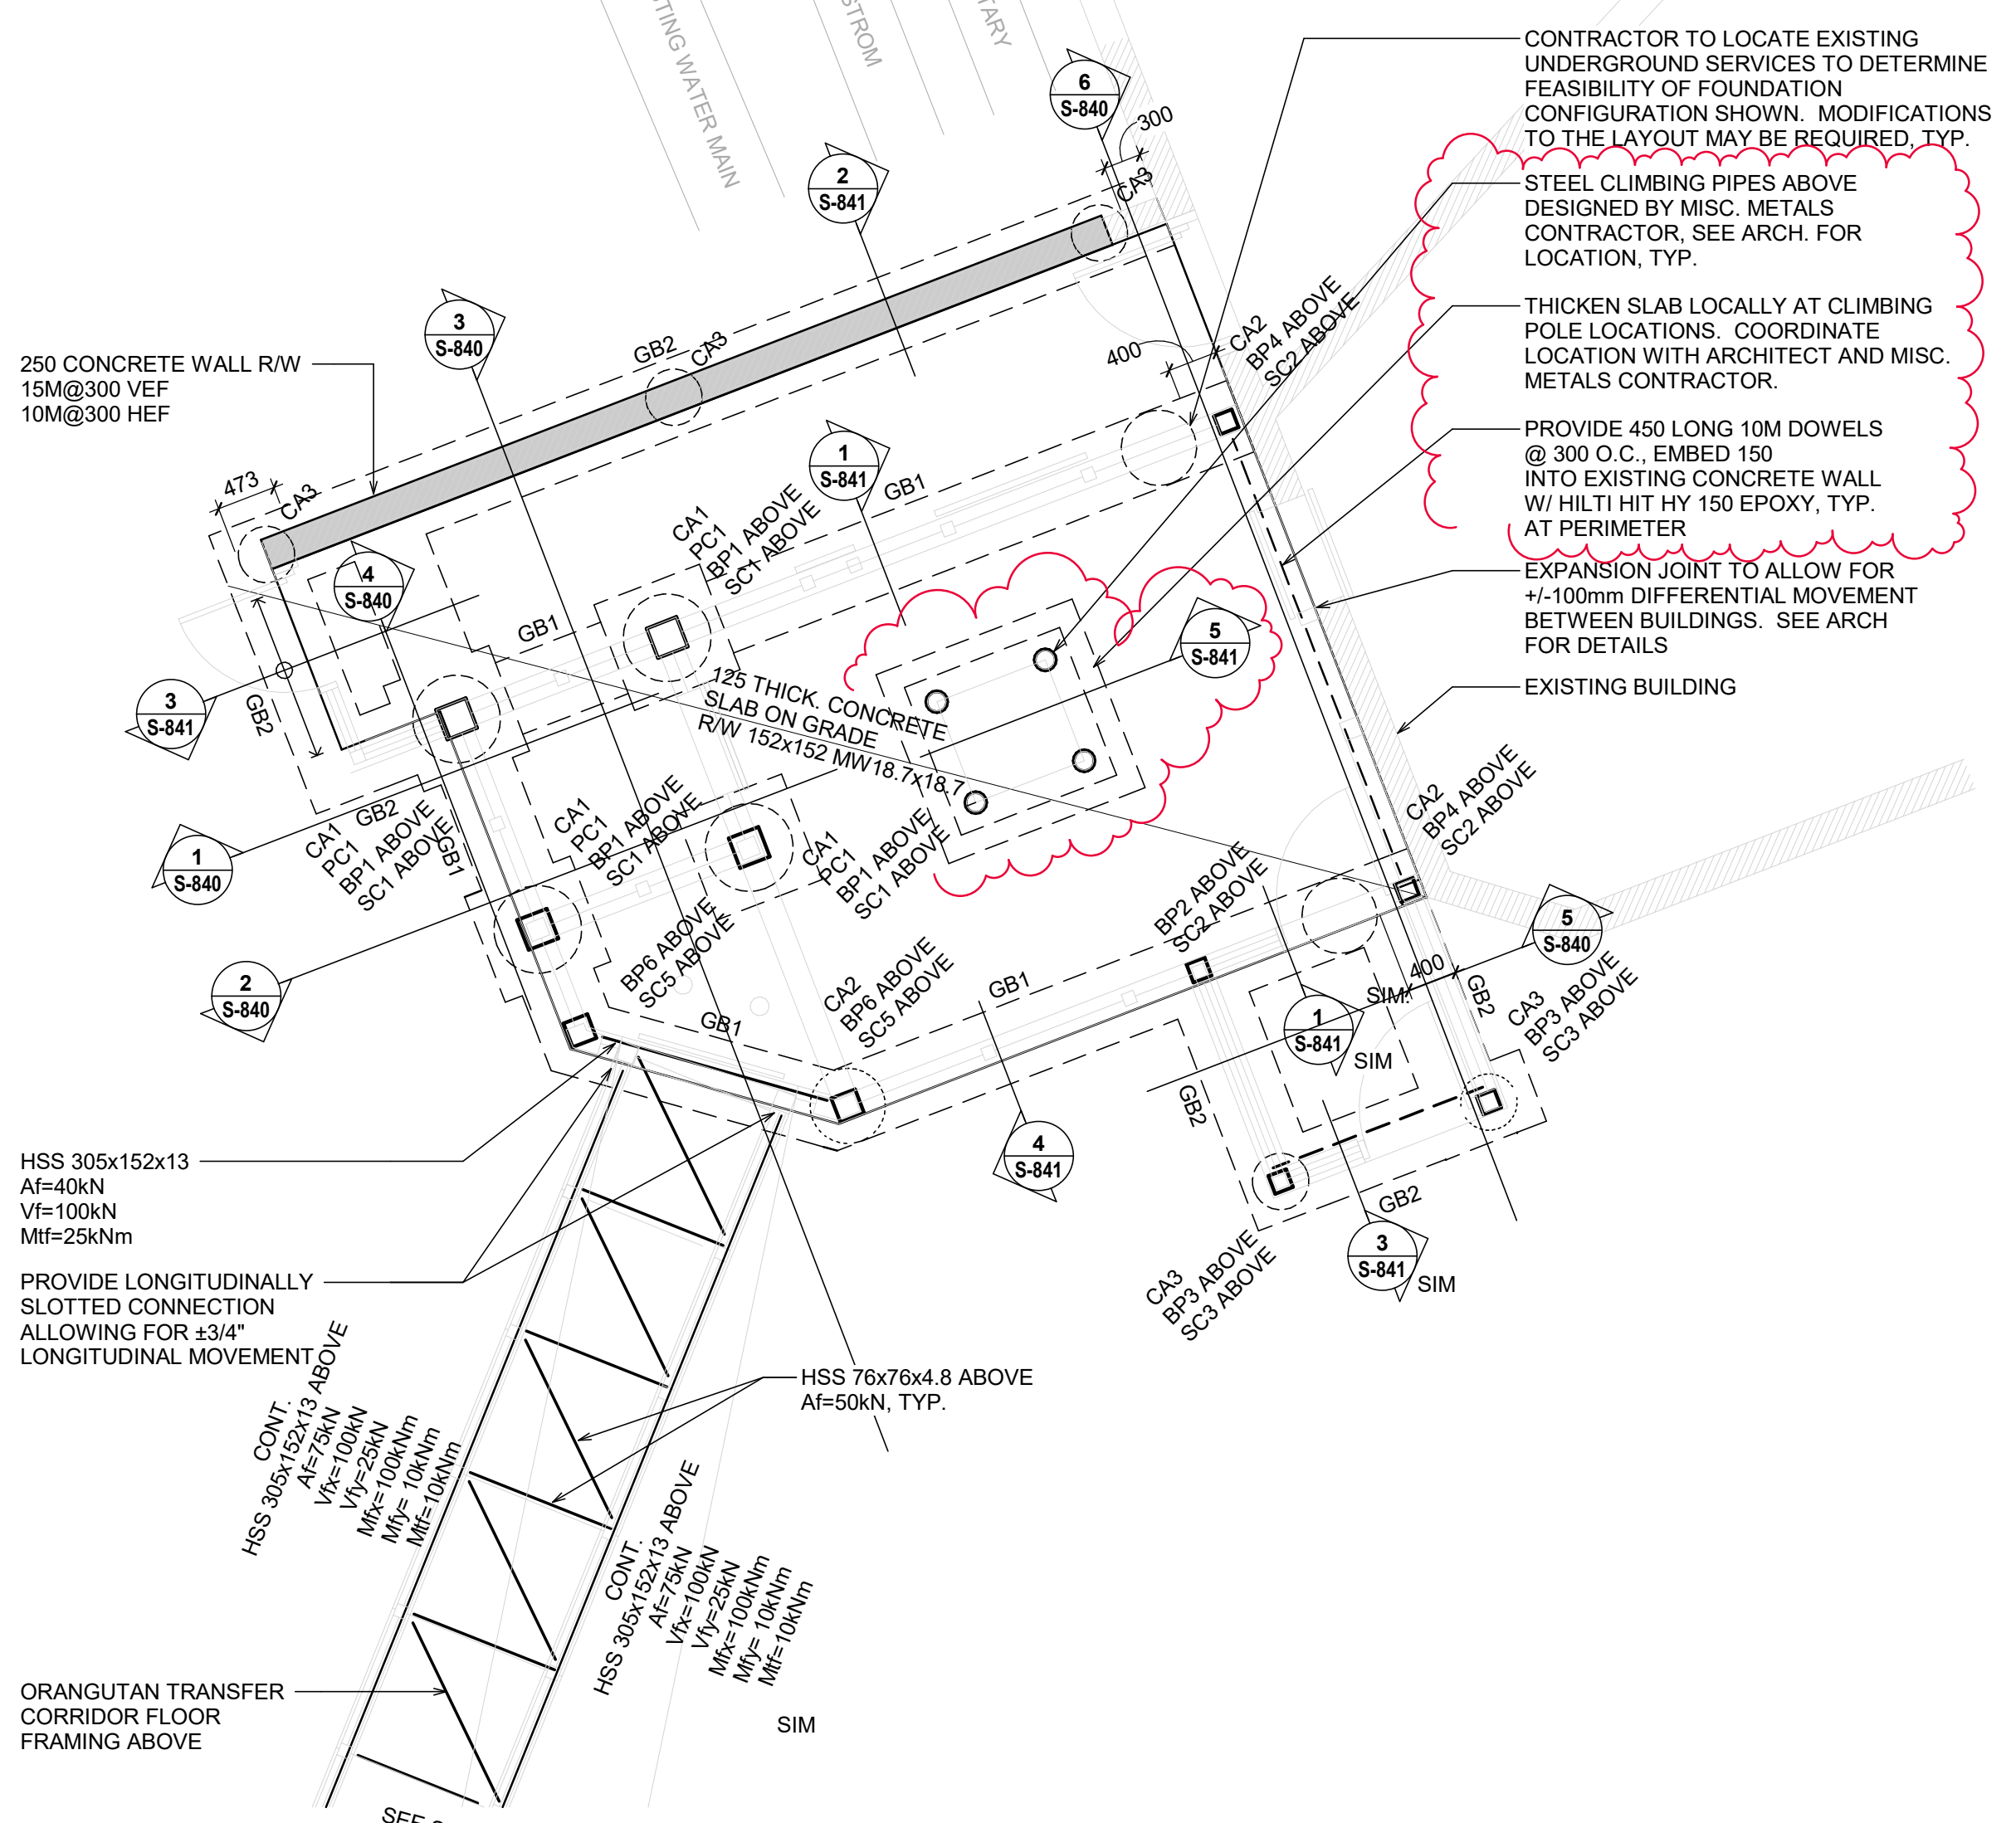 STROM
6
S-840
300
CA3
2
S-841
CONTRACTOR TO LOCATE EXISTING
UNDERGROUND SERVICES TO DETERMINE
FEASIBILITY OF FOUNDATION
CONFIGURATION SHOWN. MODIFICATIONS
TO THE LAYOUT MAY BE REQUIRED, TYP.
STEEL CLIMBING PIPES ABOVE
DESIGNED BY MISC. METALS
CONTRACTOR, SEE ARCH. FOR
LOCATION, TYP.
THICKEN SLAB LOCALLY AT CLIMBING
POLE LOCATIONS. COORDINATE
LOCATION WITH ARCHITECT AND MISC.
METALS CONTRACTOR.
PROVIDE 450 LONG 10M DOWELS
@ 300 O.C., EMBED 150
INTO EXISTING CONCRETE WALL
W/ HILTI HIT HY 150 EPOXY, TYP.
AT PERIMETER
EXPANSION JOINT TO ALLOW FOR
+/-100mm DIFFERENTIAL MOVEMENT
BETWEEN BUILDINGS. SEE ARCH
FOR DETAILS
EXISTING BUILDING
WATER MAIN
3
S-840
GB2
CA3
400
CA2
BP4 ABOVE
SC2 ABOVE
250 CONCRETE WALL R/W
15M@300 VEF
10M@300 HEF
473
CA3
1
S-841
GB1
CA1
PC1
BP1 ABOVE
SC1 ABOVE
4
S-840
GB1
5
S-841
3
S-841
GB2
125 THICK. CONCRETE
SLAB ON GRADE
R/W 152x152 MW18.7x18.7
1
S-840
GB2
CA1
PC1
BP1 ABOVE
SC1 ABOVE
GB1
CA1
PC1
BP1 ABOVE
SC1 ABOVE
CA1
PC1
BP1 ABOVE
SC1 ABOVE
CA2
BP4 ABOVE
SC2 ABOVE
2
S-840
BP6 ABOVE
SC5 ABOVE
GB1
CA2
BP6 ABOVE
SC5 ABOVE
GB1
BP2 ABOVE
SC2 ABOVE
5
S-840
400
SIM.
GB2
CA3
BP3 ABOVE
SC3 ABOVE
1
S-841
SIM
GB2
4
S-841
GB2
3
S-841
SIM
CA3
BP3 ABOVE
SC3 ABOVE
HSS 305x152x13
Af=40kN
Vf=100kN
Mtf=25kNm
PROVIDE LONGITUDINALLY
SLOTTED CONNECTION
ALLOWING FOR ±3/4"
LONGITUDINAL MOVEMENT
HSS 76x76x4.8 ABOVE
Af=50kN, TYP.
CONT.
HSS 305x152x13 ABOVE
Af=75kN
Vfx=100kN
Vfy=25kN
Mfx=100kNm
Mfy= 10kNm
Mtf=10kNm
CONT.
HSS 305x152x13 ABOVE
Af=75kN
Vfx=100kN
Vfy=25kN
Mfx=100kNm
Mfy= 10kNm
Mtf=10kNm
ORANGUTAN TRANSFER
CORRIDOR FLOOR
FRAMING ABOVE
SIM